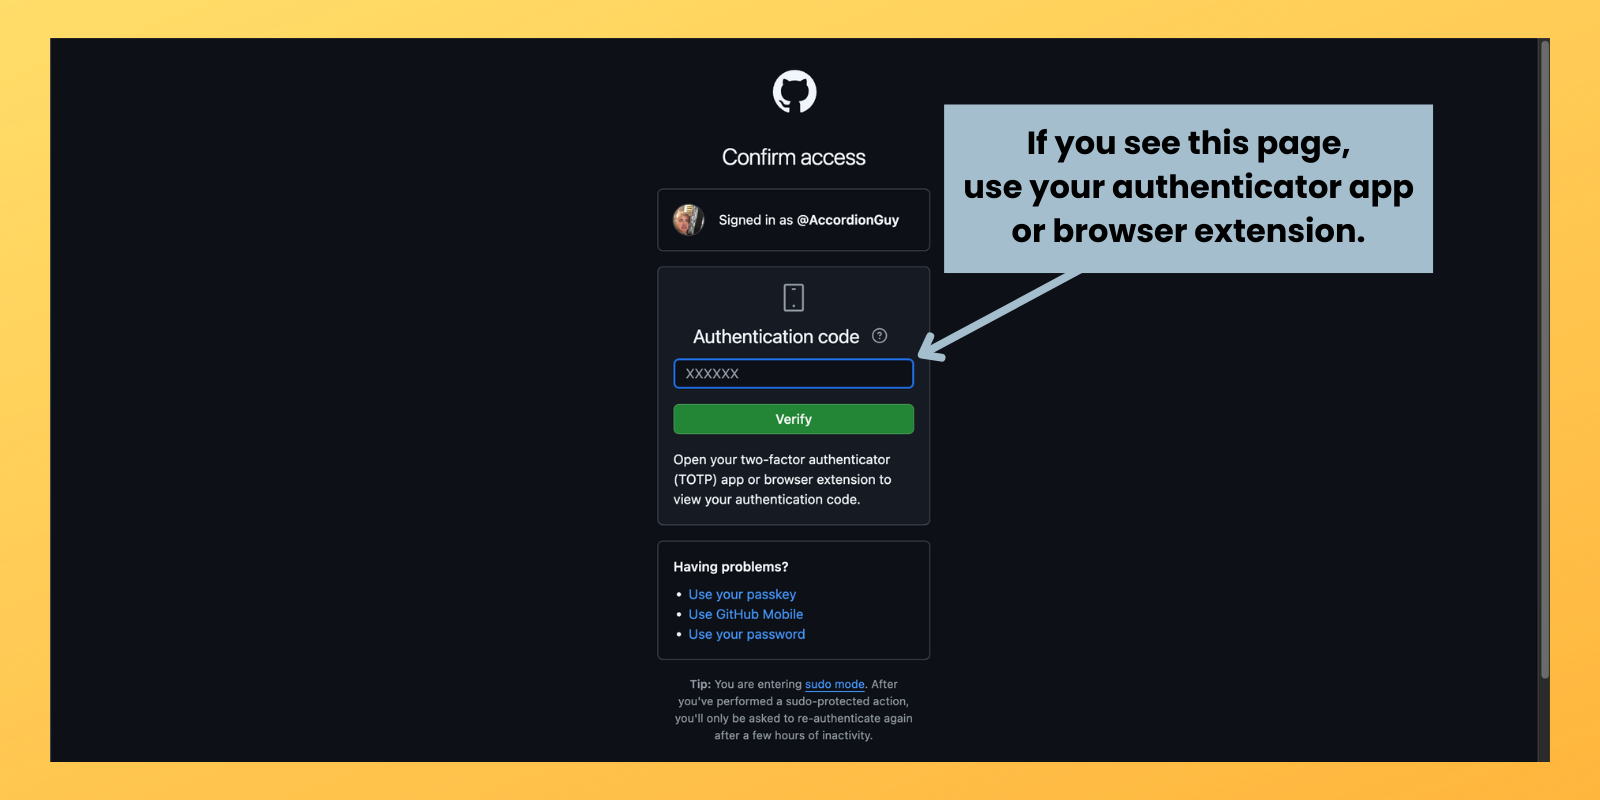 Confirm access
If you see this page,
use your authenticator app
or browser extension.
Signed in as @AccordionGuy
Authentication code
XXXXXX
Verify
Open your two-factor authenticator
(TOTP) app or browser extension to
view your authentication code.
Having problems?
• Use your passkey
• Use GitHub Mobile
• Use your password
Tip: You are entering sudo mode. After
you've performed a sudo-protected action,
you'll only be asked to re-authenticate again
after a few hours of inactivity.